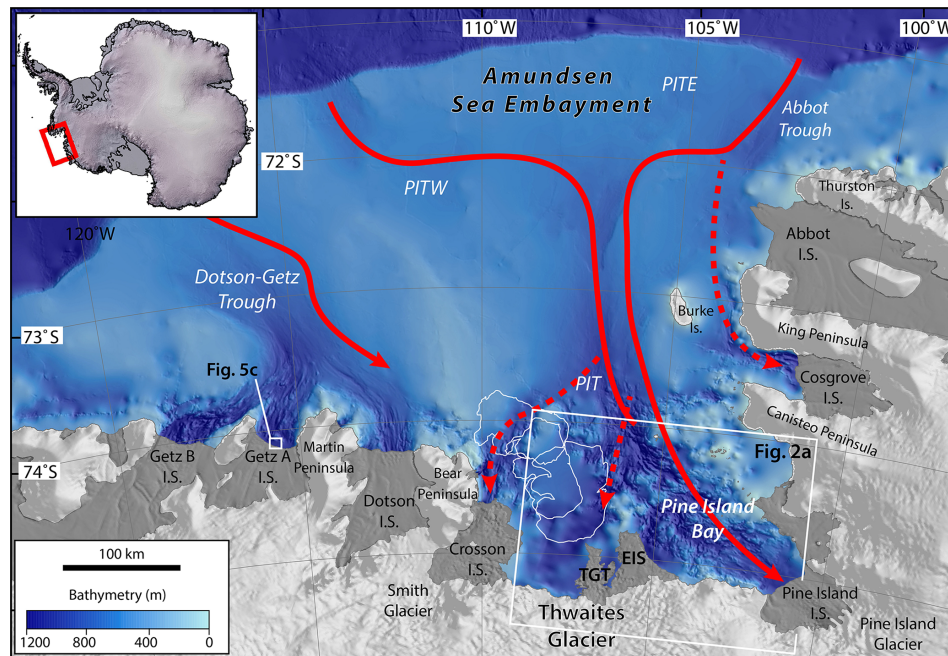 110°W
105°W
100°W
Amundsen
Sea Embayment
PITE
Abbot
Trough
72°S
PITW
Thurston
Is.
120°W
Abbot
I.S.
Dotson-Getz
Trough
Burke
Is.
King Peninsula
73°S
Fig. 5c
PIT
Cosgrove
I.S.
Canisteo Peninsula
Getz B
I.S.
Getz A
I.S.
Martin
Peninsula
Fig. 2a
74°S
Bear
Peninsula
Dotson
I.S.
Pine Island
Bay
Crosson
I.S.
EIS
TGT
Smith
Glacier
Thwaites
Glacier
Pine Island
I.S.
Pine Island
Glacier
100 km
Bathymetry (m)
1200 800 400 0